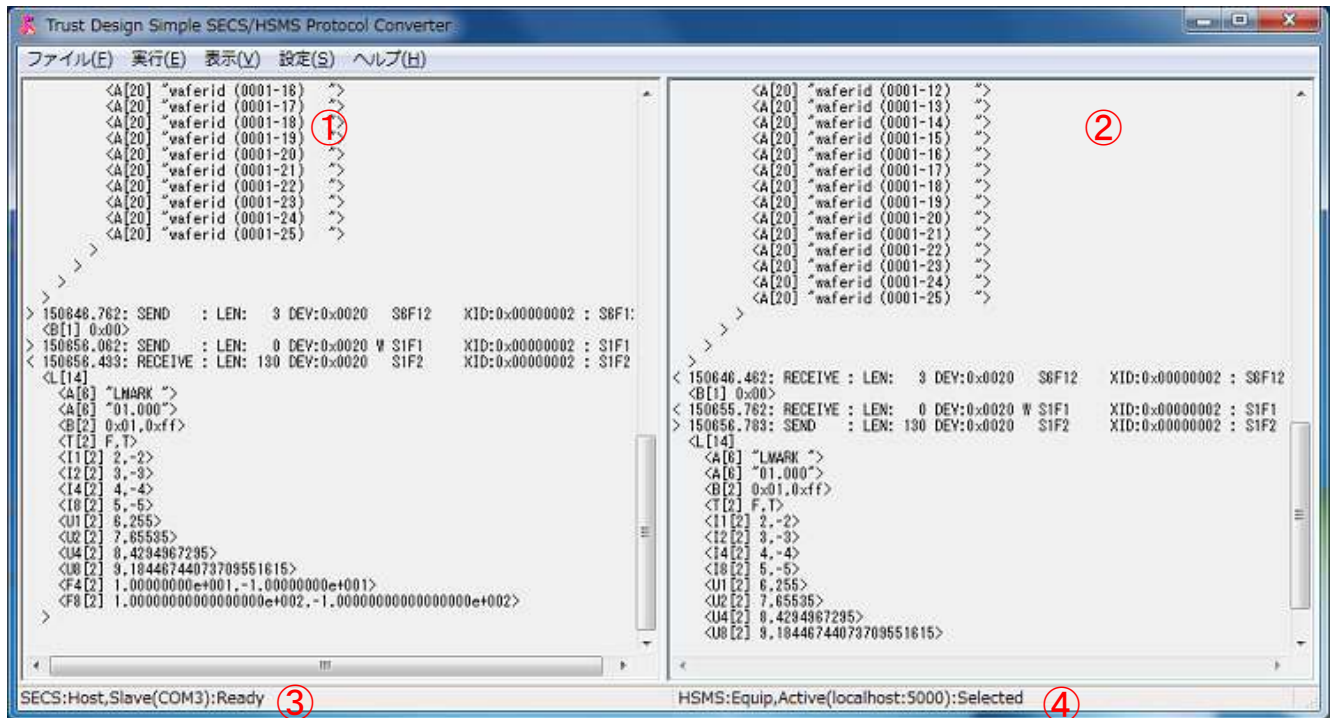 Trust Design Simple SECS/HSMS Protocol Converter
ファイル(F) 実行(E) 表示(V) 設定(S) ヘルプ(H)
<A[20] "waferid (0001-16)   ">
<A[20] "waferid (0001-17)   ">
<A[20] "waferid (0001-18)   ">
<A[20] "waferid (0001-19)   ">
<A[20] "waferid (0001-20)   ">
<A[20] "waferid (0001-21)   ">
<A[20] "waferid (0001-22)   ">
<A[20] "waferid (0001-23)   ">
<A[20] "waferid (0001-24)   ">
<A[20] "waferid (0001-25)   ">
>
>
>
>
> 150646.762: SEND : LEN: 3 DEV:0x0020 S6F12 XID:0x00000002 : S6F1:
<B[1] 0x00>
> 150656.062: SEND : LEN: 0 DEV:0x0020 W S1F1 XID:0x00000002 : S1F1
< 150656.433: RECEIVE : LEN: 130 DEV:0x0020 S1F2 XID:0x00000002 : S1F2
<L[14]
<A[6] "LMARK ">
<A[6] "01.000">
<B[2] 0x01,0xff>
<T[2] F,T>
<I1[2] 2,-2>
<I2[2] 3,-3>
<I4[2] 4,-4>
<I8[2] 5,-5>
<U1[2] 6,255>
<U2[2] 7,65535>
<U4[2] 8,4294967295>
<U8[2] 9,18446744073709551615>
<F4[2] 1.00000000e+001,-1.00000000e+001>
<F8[2] 1.0000000000000000e+002,-1.0000000000000000e+002>
>
①
<A[20] "waferid (0001-12)   ">
<A[20] "waferid (0001-13)   ">
<A[20] "waferid (0001-14)   ">
<A[20] "waferid (0001-15)   ">
<A[20] "waferid (0001-16)   ">
<A[20] "waferid (0001-17)   ">
<A[20] "waferid (0001-18)   ">
<A[20] "waferid (0001-19)   ">
<A[20] "waferid (0001-20)   ">
<A[20] "waferid (0001-21)   ">
<A[20] "waferid (0001-22)   ">
<A[20] "waferid (0001-23)   ">
<A[20] "waferid (0001-24)   ">
<A[20] "waferid (0001-25)   ">
>
>
>
>
< 150646.462: RECEIVE : LEN: 3 DEV:0x0020 S6F12 XID:0x00000002 : S6F12
<B[1] 0x00>
< 150655.762: RECEIVE : LEN: 0 DEV:0x0020 W S1F1 XID:0x00000002 : S1F1
> 150656.783: SEND : LEN: 130 DEV:0x0020 S1F2 XID:0x00000002 : S1F2
<L[14]
<A[6] "LMARK ">
<A[6] "01.000">
<B[2] 0x01,0xff>
<T[2] F,T>
<I1[2] 2,-2>
<I2[2] 3,-3>
<I4[2] 4,-4>
<I8[2] 5,-5>
<U1[2] 6,255>
<U2[2] 7,65535>
<U4[2] 8,4294967295>
<U8[2] 9,18446744073709551615>
②
SECS:Host,Slave(COM3):Ready ③
HSMS:Equip,Active(localhost:5000):Selected ④